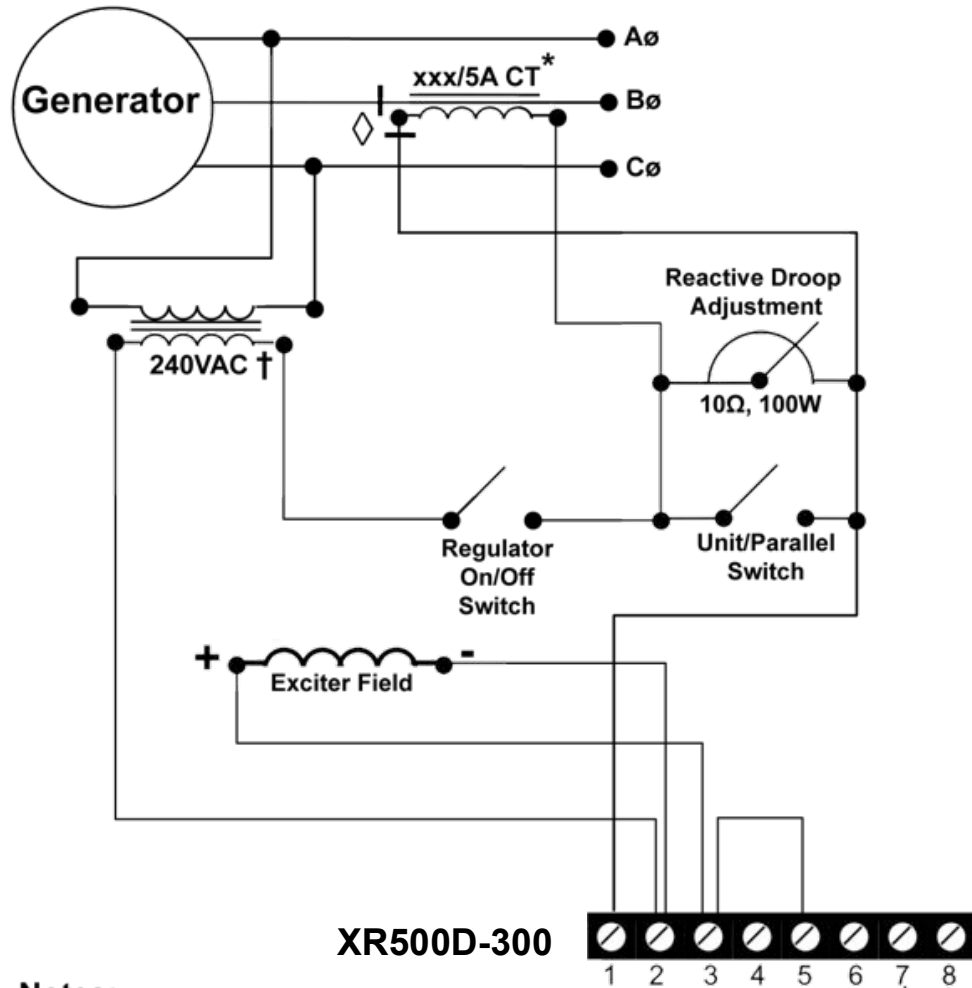 Generator
Aø
xxx/5A CT*
Bø
◊
Cø
Reactive Droop
Adjustment
10Ω, 100W
240VAC †
Regulator
On/Off
Switch
Unit/Parallel
Switch
+ -
Exciter Field
XR500D-300
1 2 3 4 5 6 7 8